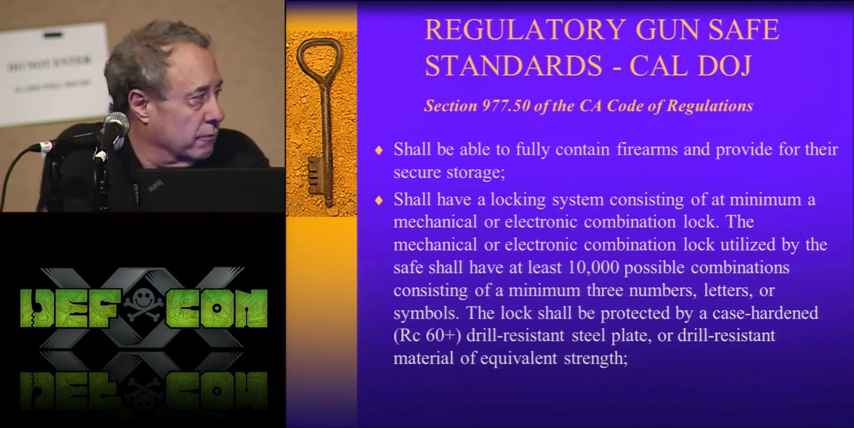 DO NOT ENTER
REGULATORY GUN SAFE
STANDARDS - CAL DOJ
Section 977.50 of the CA Code of Regulations
Shall be able to fully contain firearms and provide for their
secure storage;
Shall have a locking system consisting of at minimum a
mechanical or electronic combination lock. The
mechanical or electronic combination lock utilized by the
safe shall have at least 10,000 possible combinations
consisting of a minimum three numbers, letters, or
symbols. The lock shall be protected by a case-hardened
(Rc 60+) drill-resistant steel plate, or drill-resistant
material of equivalent strength;
XX
DEF CON